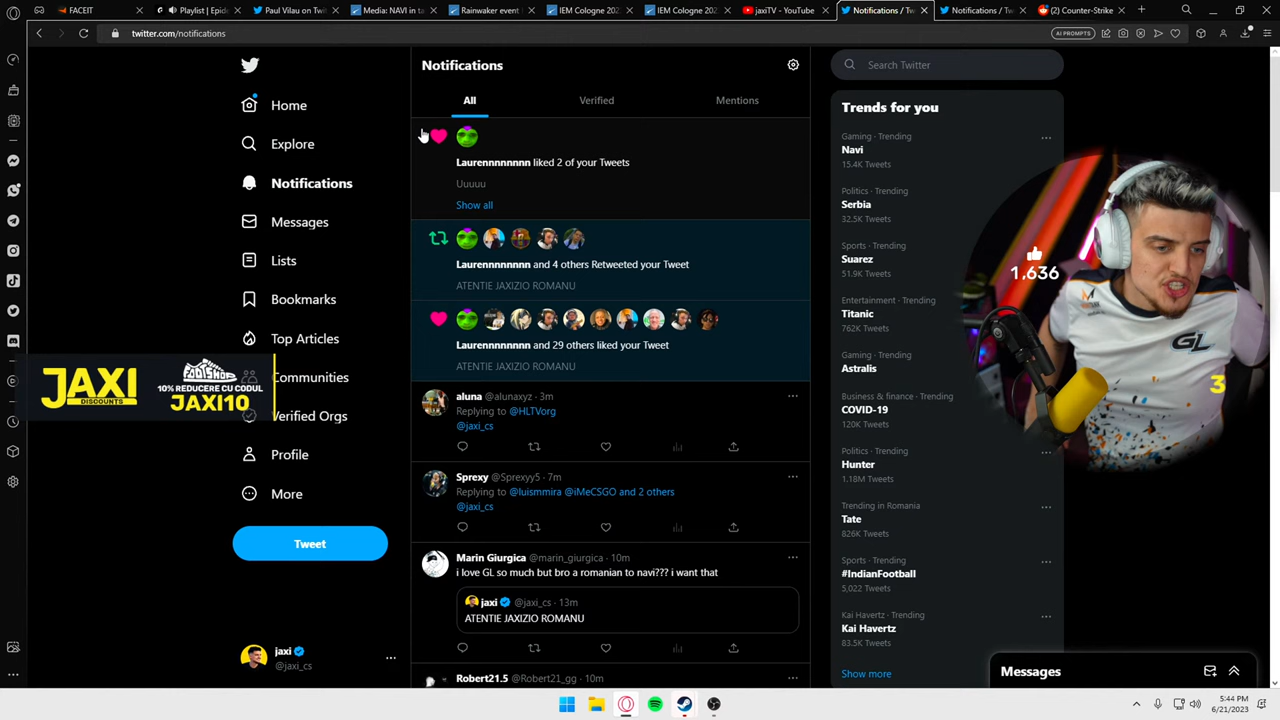 FACEIT
Playlist | Epide
Paul Vilau on Tweet
Media: NAVI in ta
Rainwaker event
IEM Cologne 202
IEM Cologne 202
jaxiTV - YouTube
Notifications / Tw
Notifications / Tw
Counter-Strike
twitter.com/notifications
AI PROMPTS
Home
Explore
Notifications
Messages
Lists
Bookmarks
Top Articles
Communities
Verified Orgs
Profile
More
Tweet
jaxi
@jaxi_cs
JAXI
DISCOUNTS
FOOTSHOP
10% REDUCERE CU CODUL
JAXI10
Notifications
All
Verified
Mentions
Laurennnnnnnn liked 2 of your Tweets
Uuuuu
Show all
Laurennnnnnnn and 4 others Retweeted your Tweet
ATENTIE JAXIZIO ROMANU
Laurennnnnnnn and 29 others liked your Tweet
ATENTIE JAXIZIO ROMANU
aluna @alunaxyz · 3m
Replying to @HLTVorg
@jaxi_cs
Sprexy @Sprexyy5 · 7m
Replying to @luismmira @iMeCSGO and 2 others
@jaxi_cs
Marin Giurgica @marin_giurgica · 10m
i love GL so much but bro a romanian to navi??? i want that
jaxi @jaxi_cs · 13m
ATENTIE JAXIZIO ROMANU
Robert21.5 @Robert21_gg · 10m
Search Twitter
Trends for you
Gaming · Trending
Navi
15.4K Tweets
Politics · Trending
Serbia
32.5K Tweets
Sports · Trending
Suarez
51.9K Tweets
Entertainment · Trending
Titanic
762K Tweets
Gaming · Trending
Astralis
Business & finance · Trending
COVID-19
120K Tweets
Politics · Trending
Hunter
1.18M Tweets
Trending in Romania
Tate
826K Tweets
Sports · Trending
#IndianFootball
5,022 Tweets
Kai Havertz · Trending
Kai Havertz
83.5K Tweets
Show more
1,636
GL
3
Messages
5:44 PM
6/21/2023